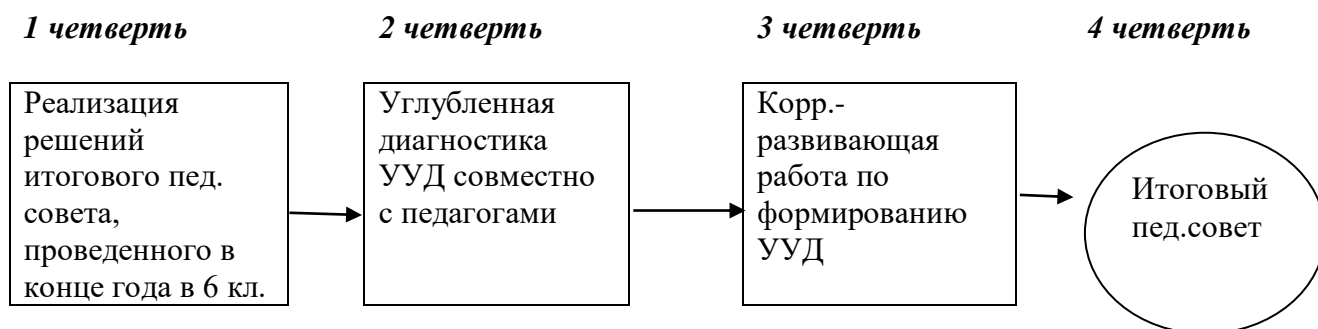 1 четверть
2 четверть
3 четверть
4 четверть
Реализация
решений
итогового пед.
совета,
проведенного в
конце года в 6 кл.
Углубленная
диагностика
УУД совместно
с педагогами
Корр.-
развивающая
работа по
формированию
УУД
Итоговый
пед.совет